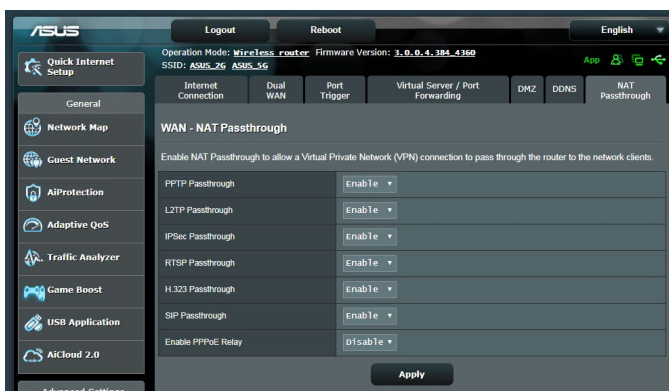 ASUS
Logout
Reboot
English
Operation Mode: Wireless router Firmware Version: 3.0.0.4.384_4360
SSID: ASUS_2G ASUS_5G
App
Quick Internet
Setup
General
Network Map
Guest Network
AiProtection
Adaptive QoS
Traffic Analyzer
Game Boost
USB Application
AiCloud 2.0
Advanced Settings
Internet
Connection
Dual
WAN
Port
Trigger
Virtual Server / Port
Forwarding
DMZ
DDNS
NAT
Passthrough
WAN - NAT Passthrough
Enable NAT Passthrough to allow a Virtual Private Network (VPN) connection to pass through the router to the network clients.
PPTP Passthrough Enable
L2TP Passthrough Enable
IPSec Passthrough Enable
RTSP Passthrough Enable
H.323 Passthrough Enable
SIP Passthrough Enable
Enable PPPoE Relay Disable
Apply